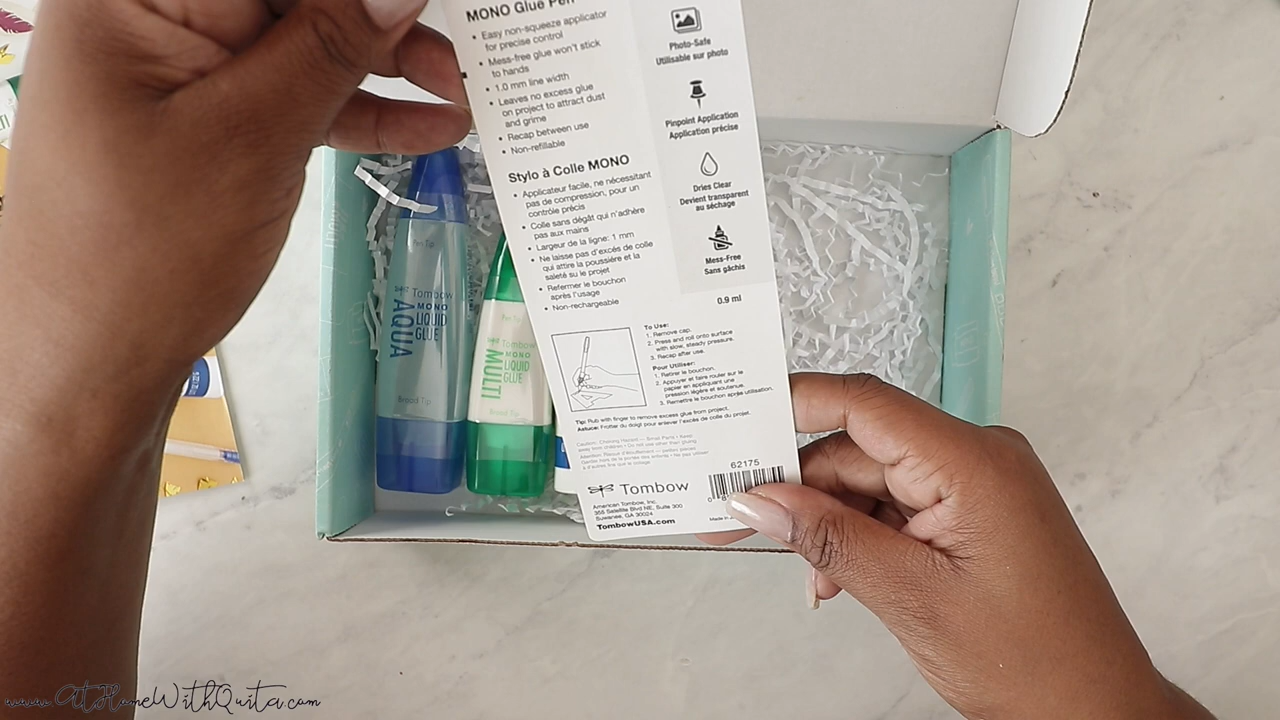 MONO Glue Pen
• Easy non-squeeze applicator
for precise control
• Mess-free glue won't stick
to hands
• 1.0 mm line width
• Leaves no excess glue
on project to attract dust
and grime
• Recap between use
• Non-refillable
Stylo à Colle MONO
• Applicateur facile, ne nécessitant
pas de compression, pour un
contrôle précis
• Colle sans dégât qui n'adhère
pas aux mains
• Largeur de la ligne: 1 mm
• Ne laisse pas d'excés de colle
qui attire la poussière et la
saleté su le projet
• Refermer le bouchon
après l'usage
• Non-rechargeable
Photo-Safe
Utilisable sur photo
Pinpoint Application
Application précise
Dries Clear
Devient transparent
au séchage
Mess-Free
Sans gâchis
0.9 ml
To Use:
1. Remove cap.
2. Press and roll onto surface
with slow, steady pressure.
3. Recap after use.
Pour Utiliser:
1. Retirer le bouchon.
2. Appuyer et faire rouler sur le
papier en appliquant une
pression légère et soutenue.
3. Remettre le bouchon après utilisation.
Tip: Rub with finger to remove excess glue from project.
Astuce: Frotter du doigt pour enlever l'excès de colle du projet.
62175
Tombow
American Tombow, Inc.
355 Satellite Blvd NE, Suite 300
Suwanee, GA 30024
TombowUSA.com
Made in
Pen Tip
Tombow
MONO
LIQUID
GLUE
AQUA
Broad Tip
Pen Tip
Tombow
MONO
LIQUID
GLUE
MULTI
Broad Tip
www.AtHomeWithQuita.com